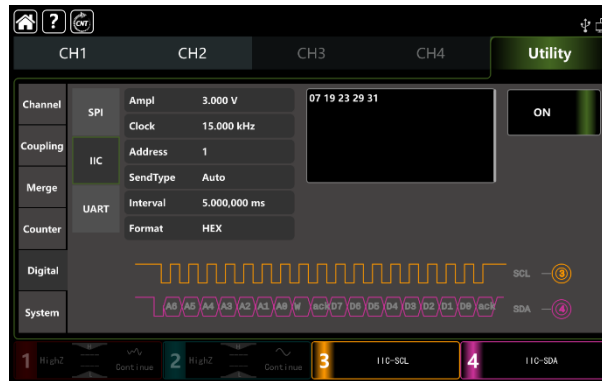 ? CNT
CH1 CH2 CH3 CH4 Utility
Channel
Coupling
Merge
Counter
Digital
System
SPI
IIC
UART
Ampl 3.000 V
Clock 15.000 kHz
Address 1
SendType Auto
Interval 5.000,000 ms
Format HEX
07 19 23 29 31
ON
SCL 3
A6 A5 A4 A3 A2 A1 A0 W ack D7 D6 D5 D4 D3 D2 D1 D0 ack SDA 4
1 HighZ Continue 2 HighZ Continue 3 IIC-SCL 4 IIC-SDA